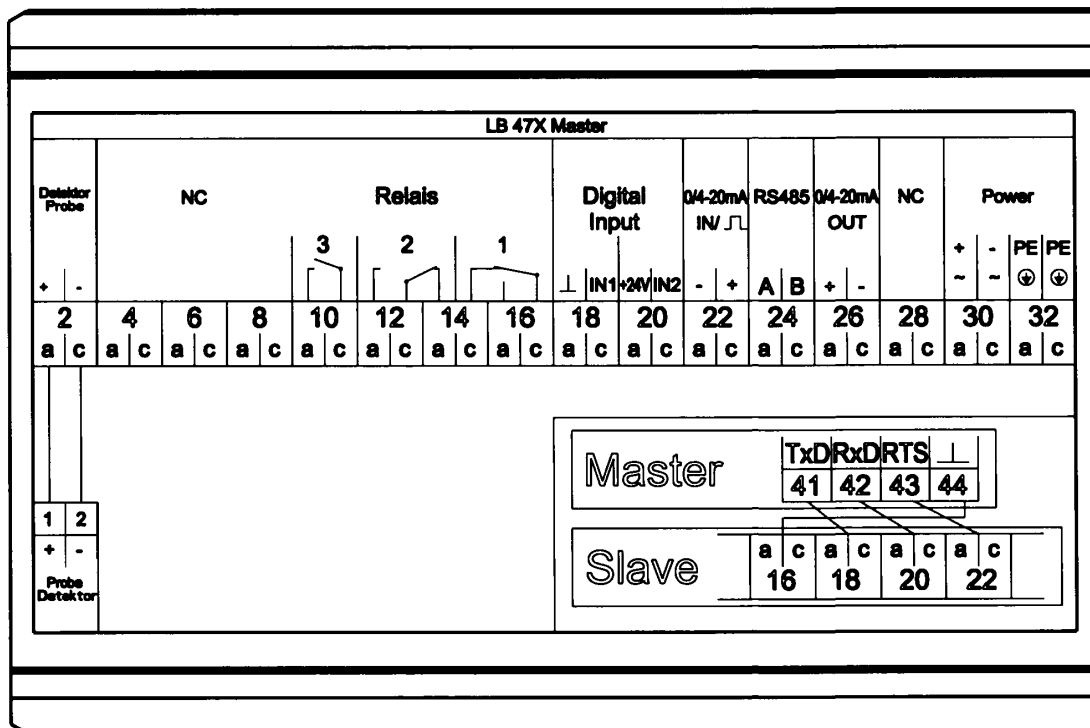 LB 47X Master
Detektor Probe NC Relais Digital Input 0/4-20mA IN/ RS485 0/4-20mA OUT NC Power
3 2 1 + - PE PE
+ - ⊥ IN1 +24V IN2 - + A B + - ~ ~
2 4 6 8 10 12 14 16 18 20 22 24 26 28 30 32
a c a c a c a c a c a c a c a c a c a c a c a c a c a c a c a c
Master TxD RxD RTS ⊥
41 42 43 44
1 2
+ -
Probe
Detektor
Slave a c a c a c a c
16 18 20 22